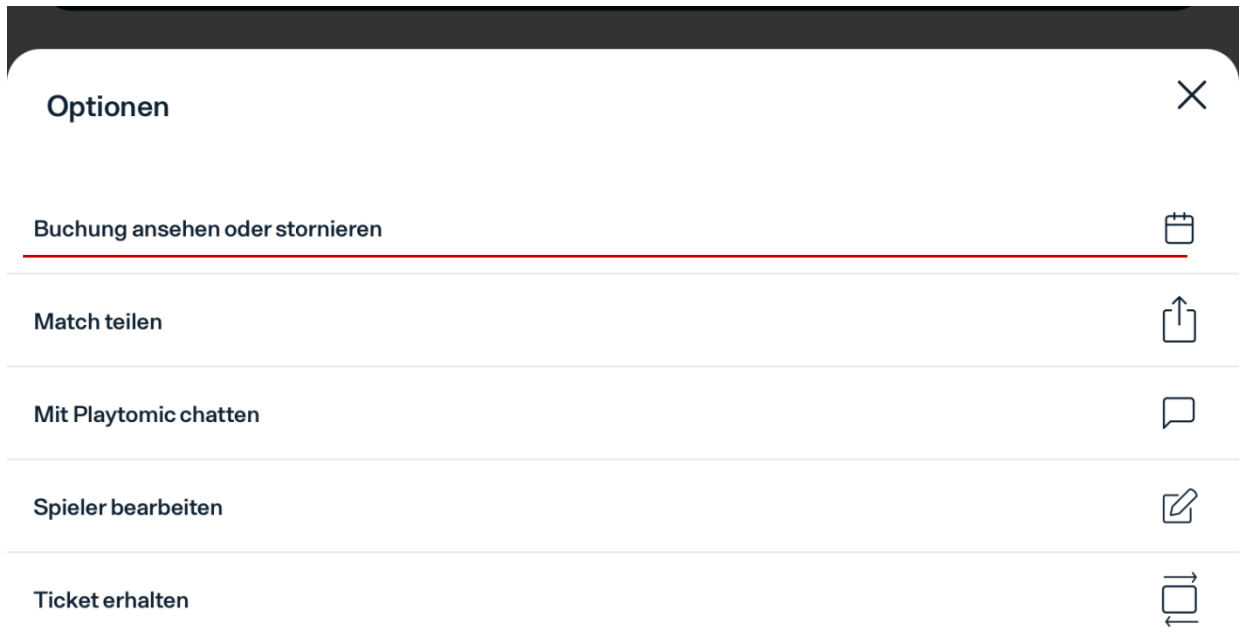 Optionen
Buchung ansehen oder stornieren
Match teilen
Mit Playtomic chatten
Spieler bearbeiten
Ticket erhalten